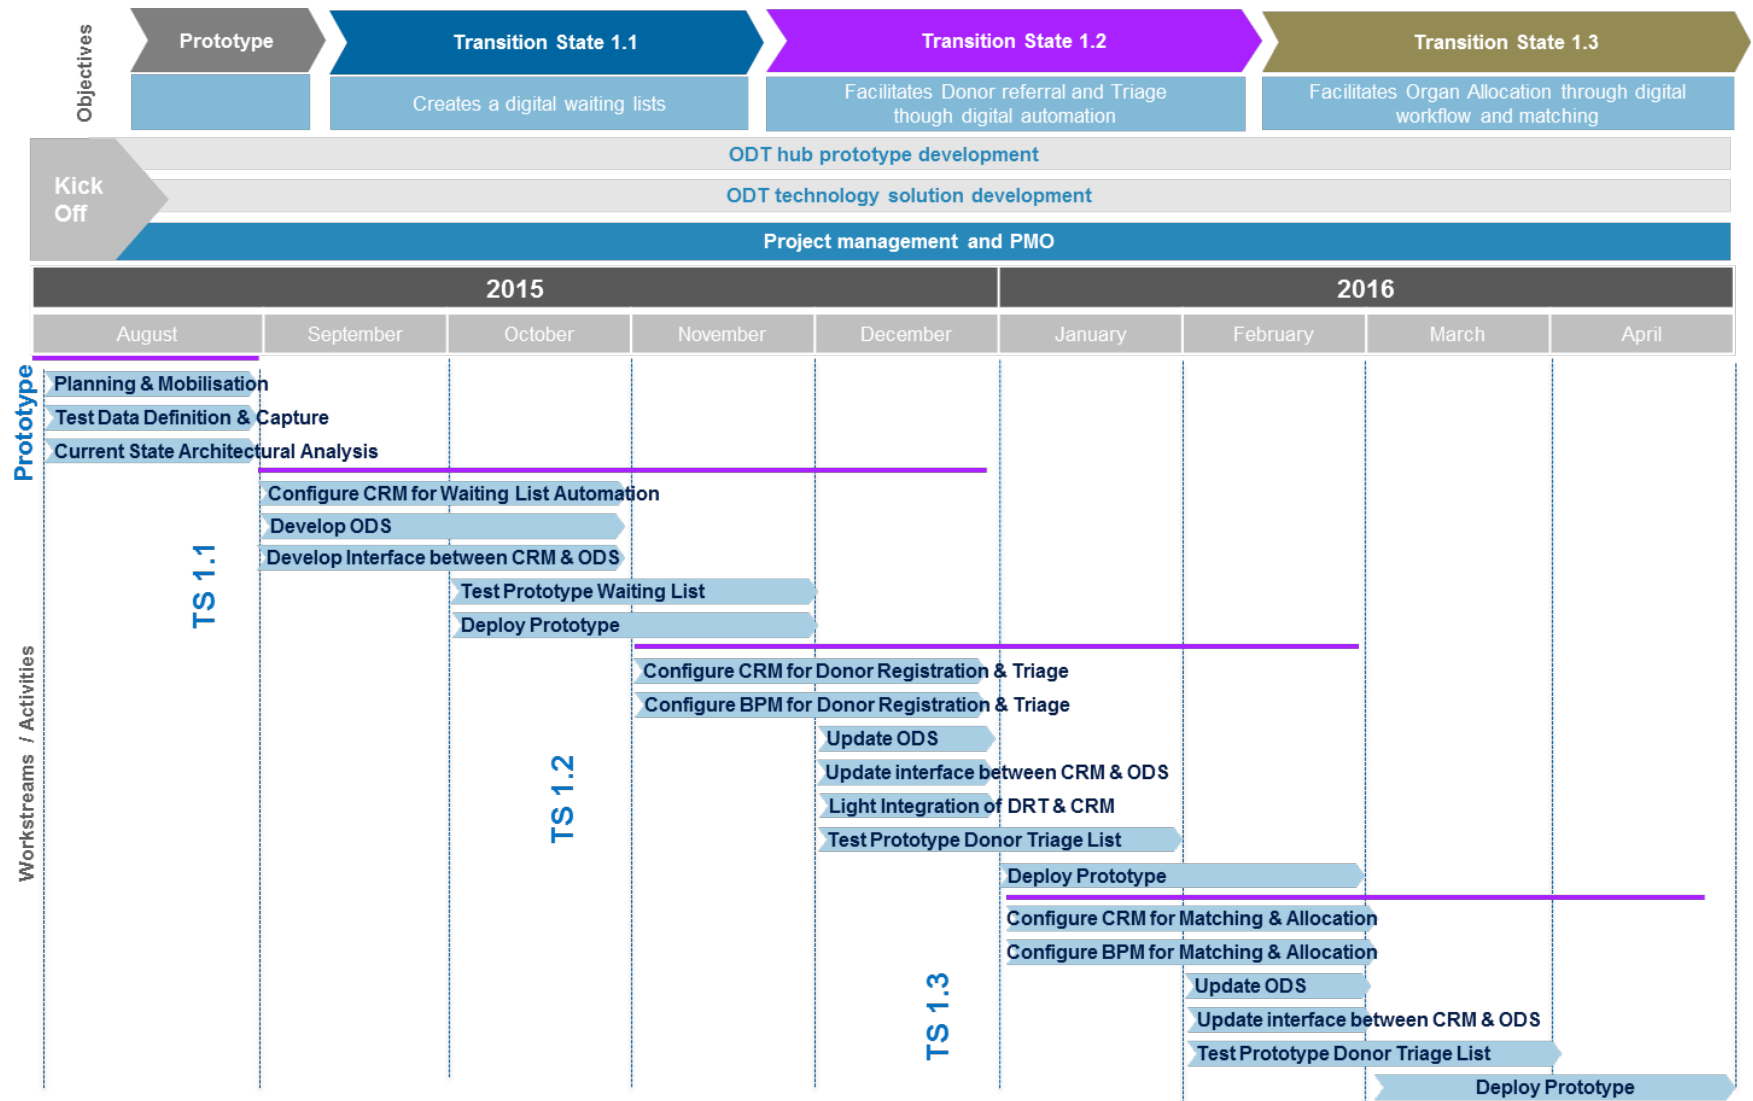 Objectives
Prototype
Transition State 1.1
Transition State 1.2
Transition State 1.3
Creates a digital waiting lists
Facilitates Donor referral and Triage
though digital automation
Facilitates Organ Allocation through digital
workflow and matching
Kick
Off
ODT hub prototype development
ODT technology solution development
Project management and PMO
2015
2016
August
September
October
November
December
January
February
March
April
Prototype
Planning & Mobilisation
Test Data Definition & Capture
Current State Architectural Analysis
Workstreams / Activities
TS 1.1
Configure CRM for Waiting List Automation
Develop ODS
Develop Interface between CRM & ODS
Test Prototype Waiting List
Deploy Prototype
TS 1.2
Configure CRM for Donor Registration & Triage
Configure BPM for Donor Registration & Triage
Update ODS
Update interface between CRM & ODS
Light Integration of DRT & CRM
Test Prototype Donor Triage List
Deploy Prototype
TS 1.3
Configure CRM for Matching & Allocation
Configure BPM for Matching & Allocation
Update ODS
Update interface between CRM & ODS
Test Prototype Donor Triage List
Deploy Prototype